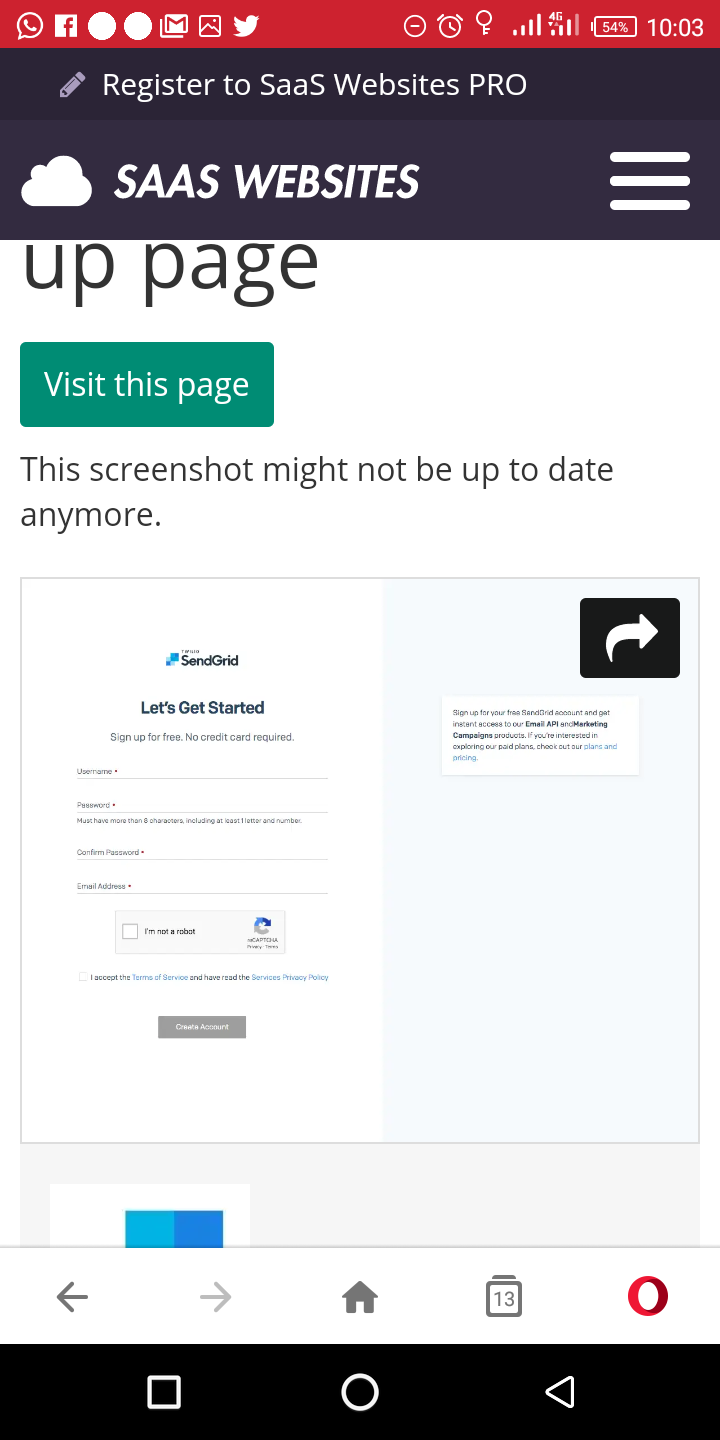 4G
54%
10:03
Register to SaaS Websites PRO
SAAS WEBSITES
up page
Visit this page
This screenshot might not be up to date
anymore.
TWILIO
SendGrid
Let's Get Started
Sign up for free. No credit card required.
Username •
Password •
Must have more than 8 characters, including at least 1 letter and number.
Confirm Password •
Email Address •
I'm not a robot
reCAPTCHA
Privacy - Terms
I accept the Terms of Service and have read the Services Privacy Policy
Create Account
Sign up for your free SendGrid account and get
instant access to our Email API andMarketing
Campaigns products. If you're interested in
exploring our paid plans, check out our plans and
pricing.
13